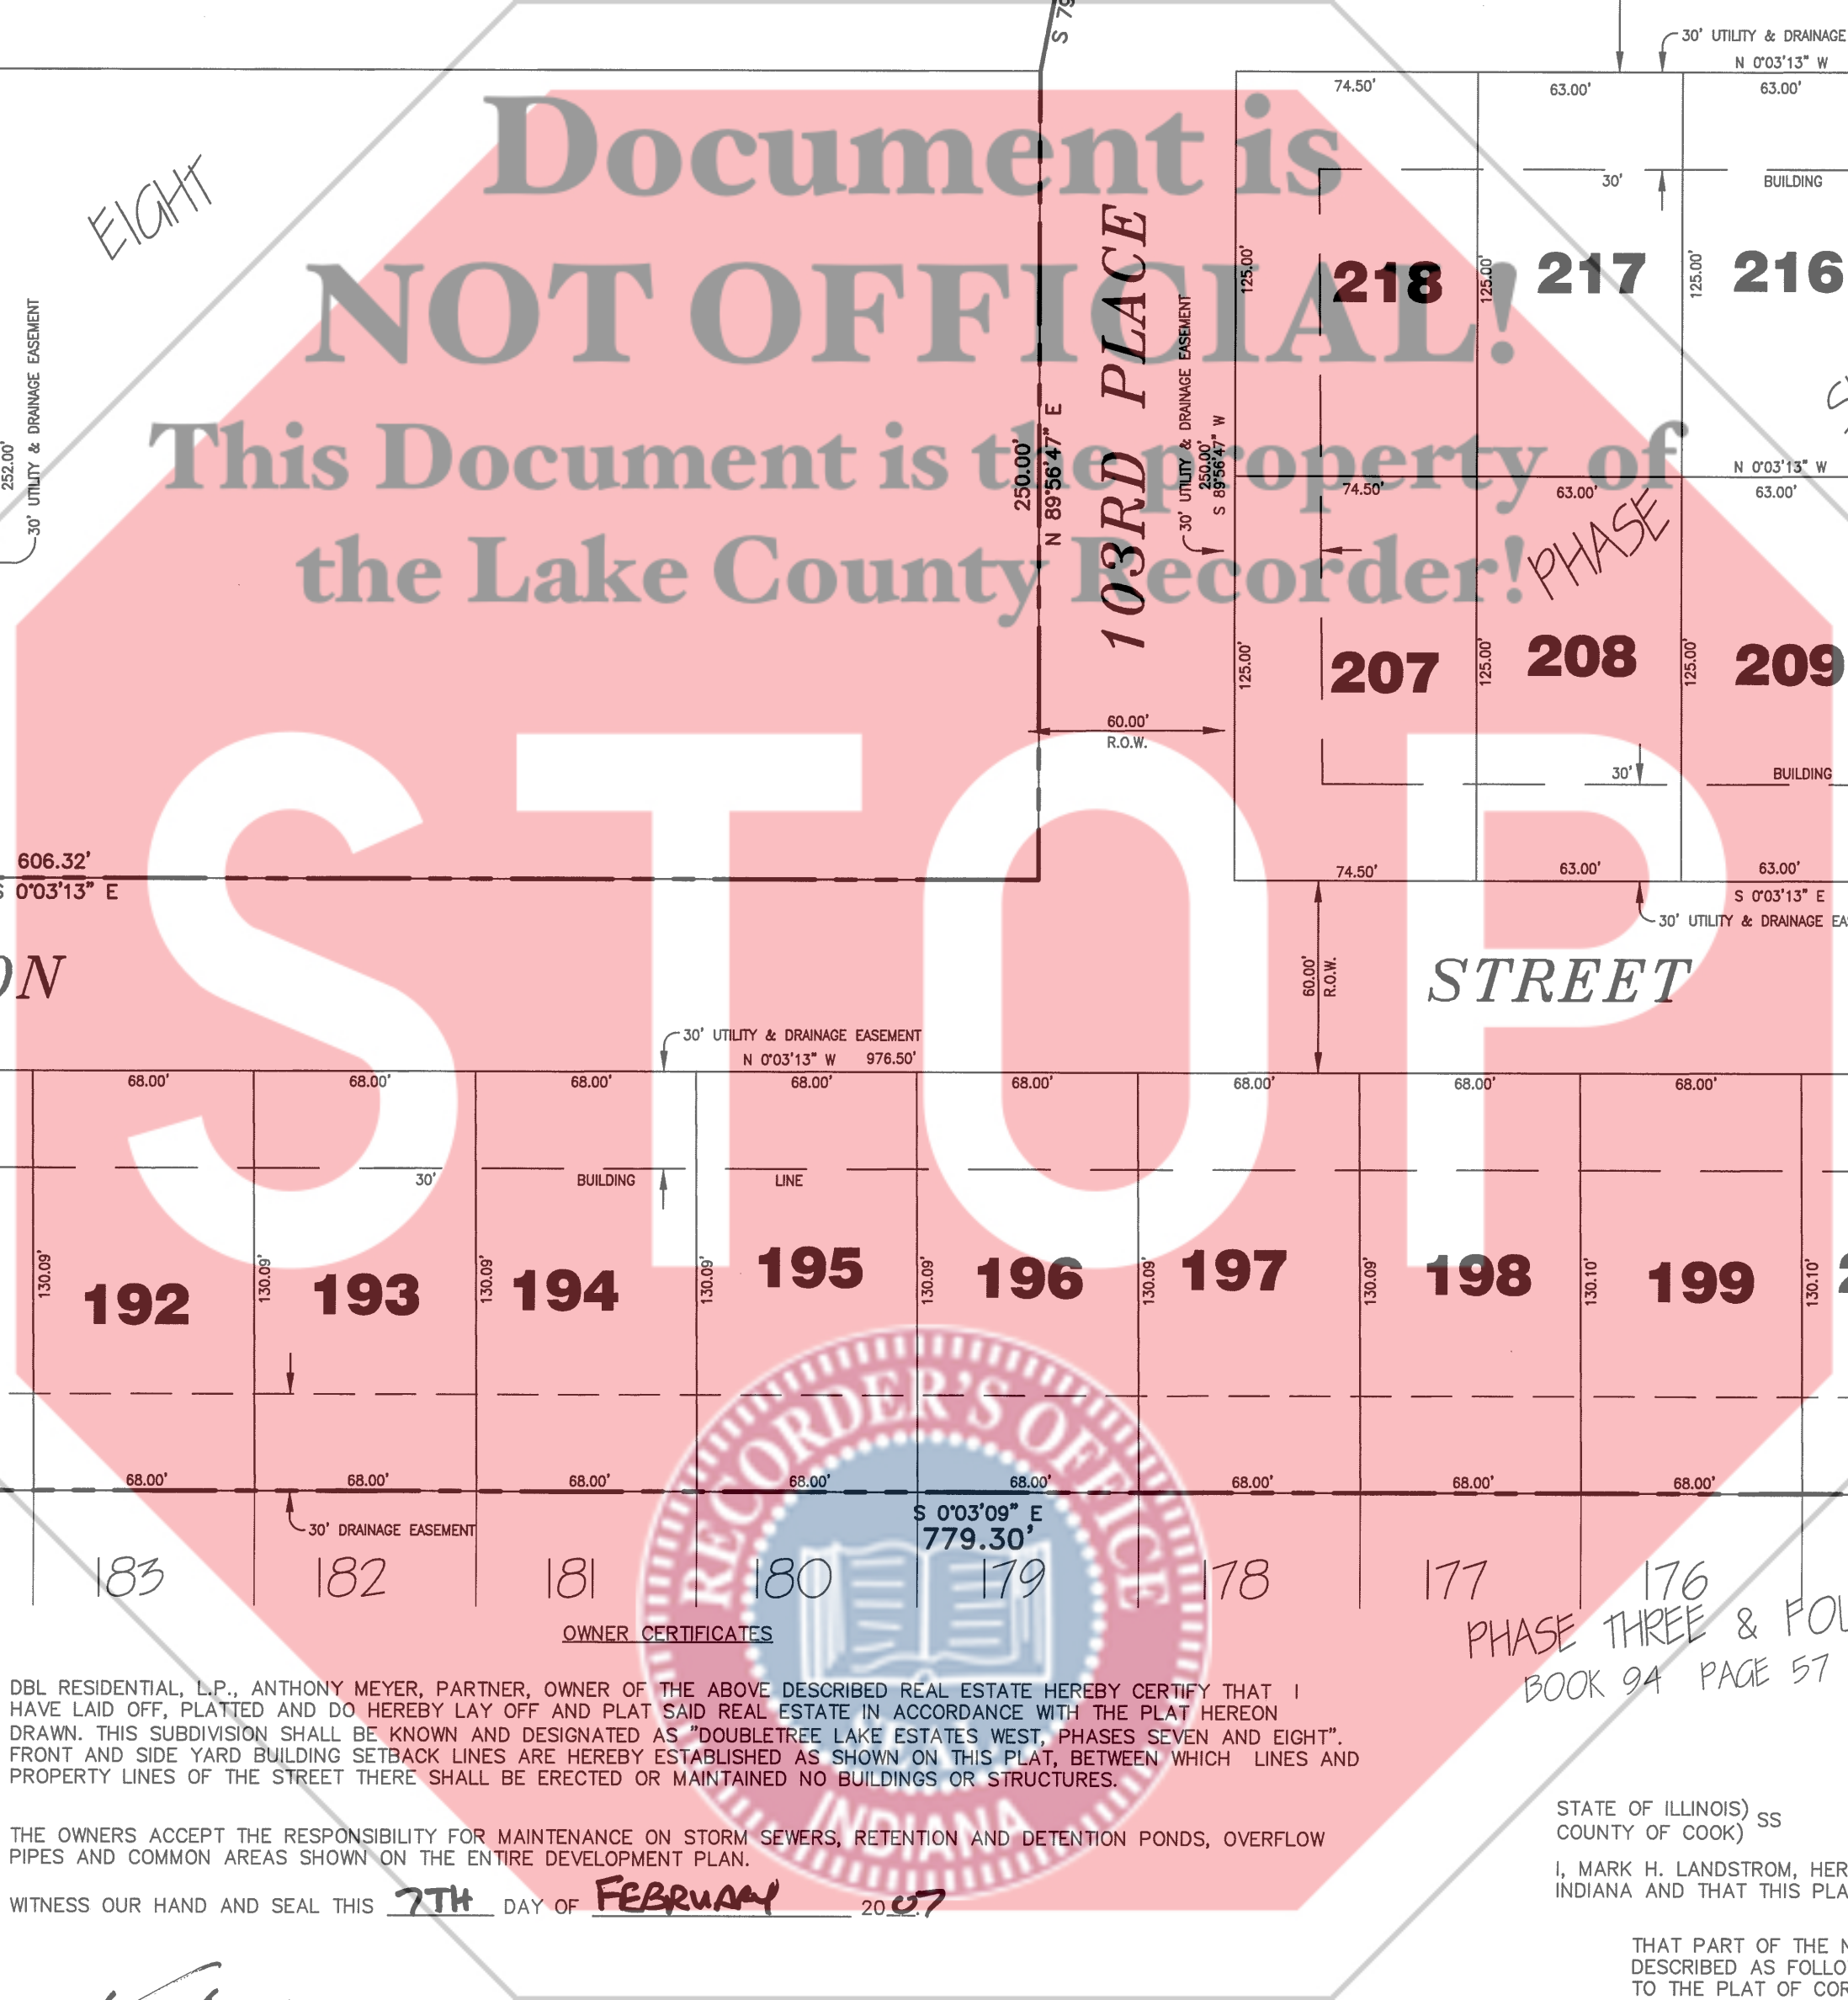 S 79
30' UTILITY & DRAINAGE
N 0°03'13" W
74.50'
63.00'
63.00'
Document is
EIGHT
30'
BUILDING
NOT OFFICIAL!
103RD PLACE
125.00'
218
125.00'
217
125.00'
216
30' UTILITY & DRAINAGE EASEMENT
252.00'
This Document is the property of
250.00'
N 89°56'47" E
30' UTILITY & DRAINAGE EASEMENT
250.00'
S 89°56'47" W
N 0°03'13" W
74.50'
63.00'
63.00'
PHASE
the Lake County Recorder!
125.00'
207
125.00'
208
125.00'
209
60.00'
R.O.W.
30'
BUILDING
STOP
606.32'
S 0°03'13" E
74.50'
63.00'
63.00'
S 0°03'13" E
30' UTILITY & DRAINAGE EA
ON
60.00'
R.O.W.
STREET
30' UTILITY & DRAINAGE EASEMENT
N 0°03'13" W 976.50'
68.00' 68.00' 68.00' 68.00' 68.00' 68.00' 68.00' 68.00'
30' BUILDING LINE
130.09' 192 130.09' 193 130.09' 194 130.09' 195 130.09' 196 130.09' 197 130.09' 198 130.10' 199 130.10'
68.00' 68.00' 68.00' 68.00' 68.00' 68.00' 68.00' 68.00'
S 0°03'09" E
779.30'
30' DRAINAGE EASEMENT
183 182 181 180 179 178 177 176
RECORDER'S OFFICE
SEAL
INDIANA
PHASE THREE & FOU
BOOK 94 PAGE 57
OWNER CERTIFICATES
DBL RESIDENTIAL, L.P., ANTHONY MEYER, PARTNER, OWNER OF THE ABOVE DESCRIBED REAL ESTATE HEREBY CERTIFY THAT I
HAVE LAID OFF, PLATTED AND DO HEREBY LAY OFF AND PLAT SAID REAL ESTATE IN ACCORDANCE WITH THE PLAT HEREON
DRAWN. THIS SUBDIVISION SHALL BE KNOWN AND DESIGNATED AS "DOUBLETREE LAKE ESTATES WEST, PHASES SEVEN AND EIGHT".
FRONT AND SIDE YARD BUILDING SETBACK LINES ARE HEREBY ESTABLISHED AS SHOWN ON THIS PLAT, BETWEEN WHICH LINES AND
PROPERTY LINES OF THE STREET THERE SHALL BE ERECTED OR MAINTAINED NO BUILDINGS OR STRUCTURES.
THE OWNERS ACCEPT THE RESPONSIBILITY FOR MAINTENANCE ON STORM SEWERS, RETENTION AND DETENTION PONDS, OVERFLOW
PIPES AND COMMON AREAS SHOWN ON THE ENTIRE DEVELOPMENT PLAN.
WITNESS OUR HAND AND SEAL THIS 7TH DAY OF FEBRUARY 2007
STATE OF ILLINOIS) SS
COUNTY OF COOK)
I, MARK H. LANDSTROM, HER
INDIANA AND THAT THIS PLA
THAT PART OF THE N
DESCRIBED AS FOLLO
TO THE PLAT OF COR